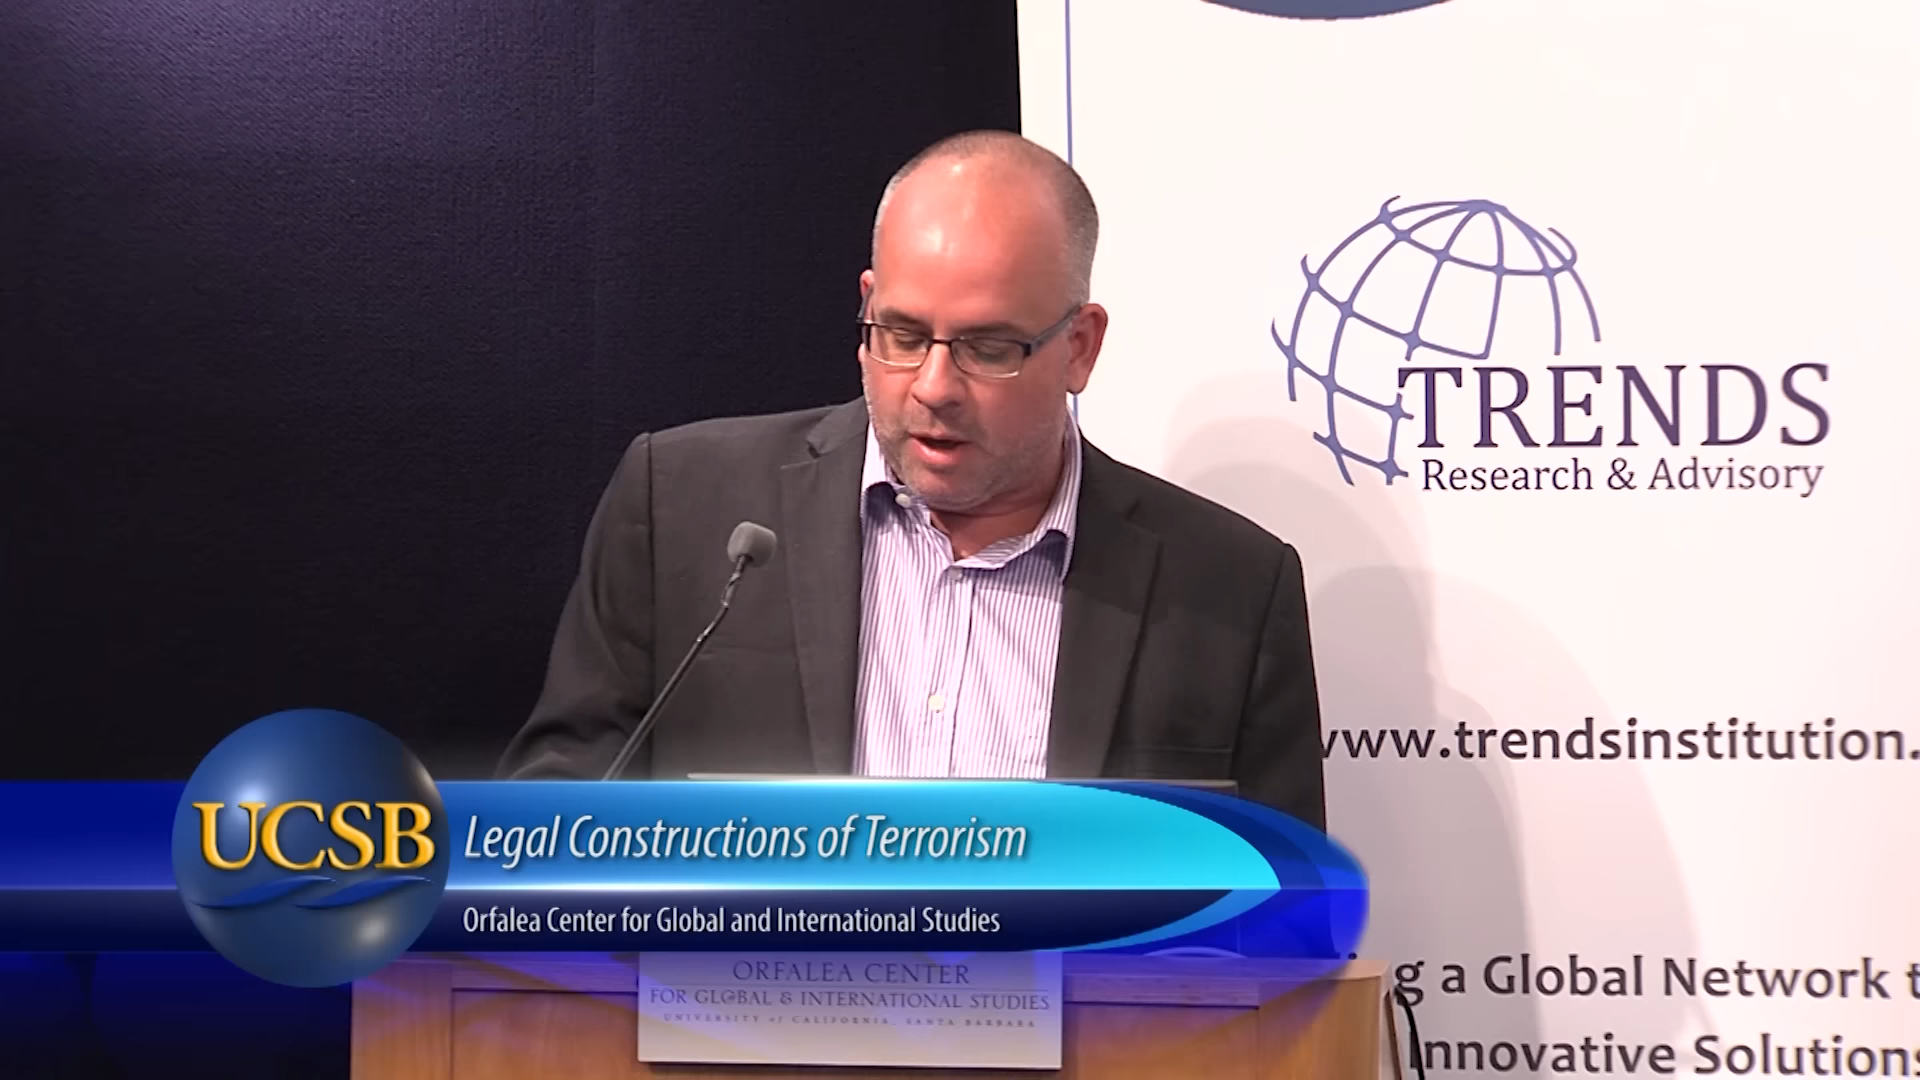 TRENDS
Research & Advisory
www.trendsinstitution.
g a Global Network t
Innovative Solutions
UCSB
Legal Constructions of Terrorism
Orfalea Center for Global and International Studies
ORFALEA CENTER
FOR GLOBAL & INTERNATIONAL STUDIES
UNIVERSITY of CALIFORNIA, SANTA BARBARA